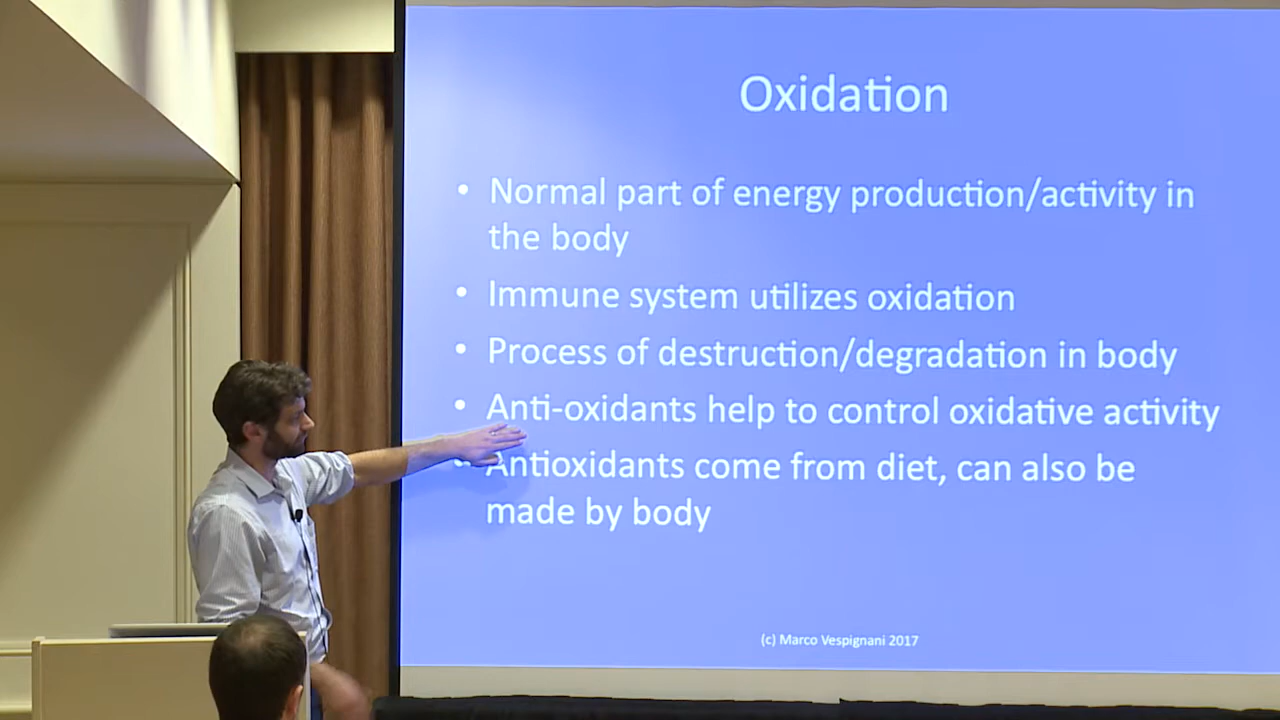 Oxidation
• Normal part of energy production/activity in
the body
• Immune system utilizes oxidation
• Process of destruction/degradation in body
• Anti-oxidants help to control oxidative activity
• Antioxidants come from diet, can also be
made by body
(c) Marco Vespignani 2017